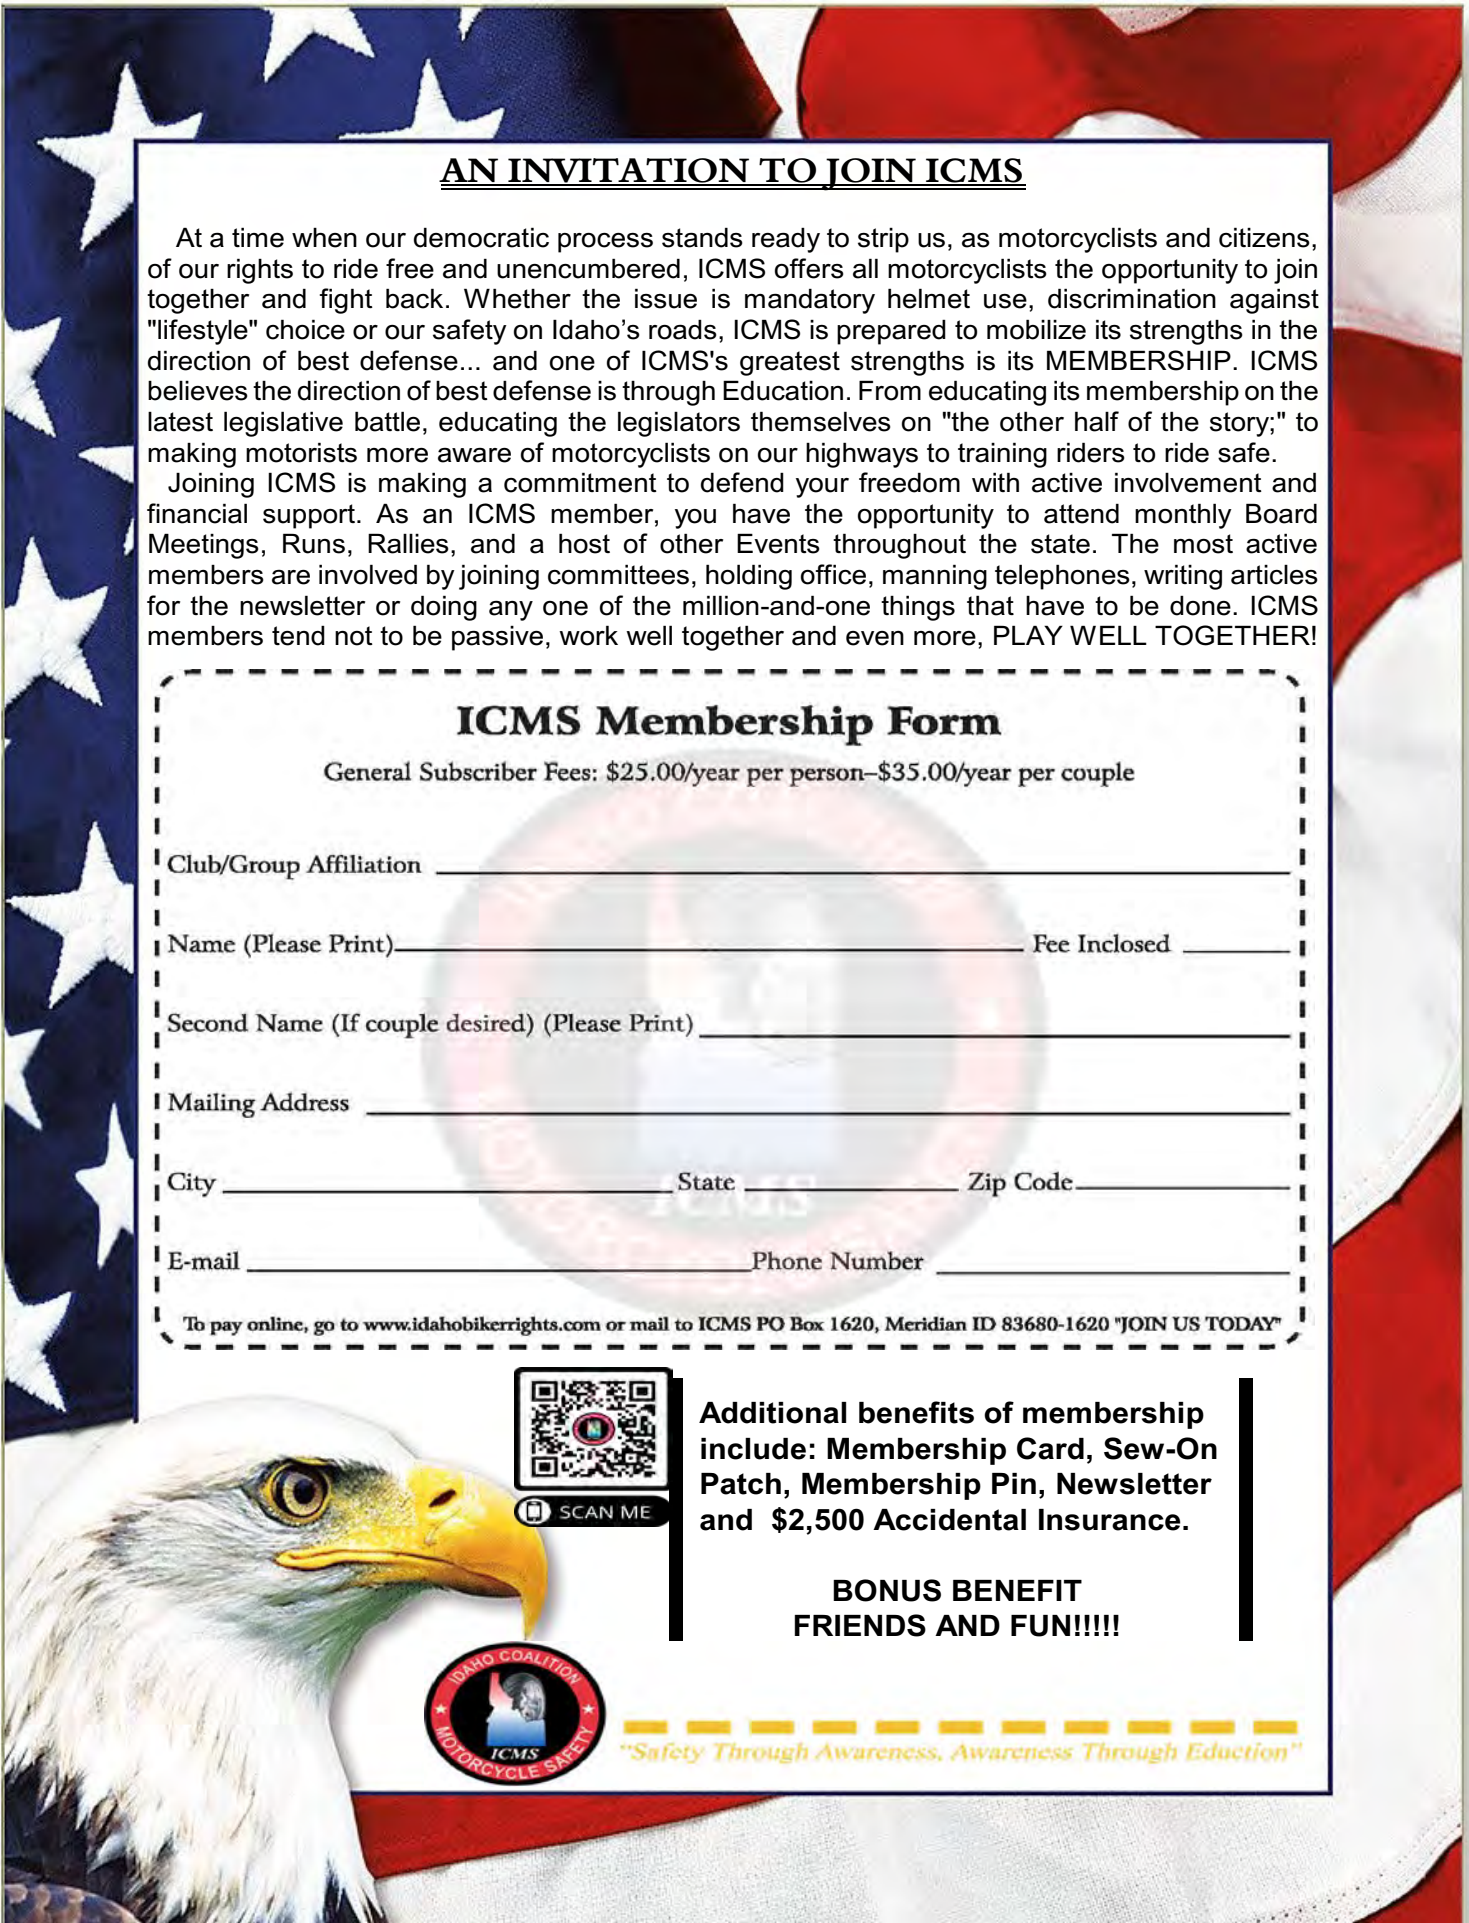 AN INVITATION TO JOIN ICMS
At a time when our democratic process stands ready to strip us, as motorcyclists and citizens,
of our rights to ride free and unencumbered, ICMS offers all motorcyclists the opportunity to join
together and fight back. Whether the issue is mandatory helmet use, discrimination against
"lifestyle" choice or our safety on Idaho’s roads, ICMS is prepared to mobilize its strengths in the
direction of best defense... and one of ICMS's greatest strengths is its MEMBERSHIP. ICMS
believes the direction of best defense is through Education. From educating its membership on the
latest legislative battle, educating the legislators themselves on "the other half of the story;" to
making motorists more aware of motorcyclists on our highways to training riders to ride safe.
Joining ICMS is making a commitment to defend your freedom with active involvement and
financial support. As an ICMS member, you have the opportunity to attend monthly Board
Meetings, Runs, Rallies, and a host of other Events throughout the state. The most active
members are involved by joining committees, holding office, manning telephones, writing articles
for the newsletter or doing any one of the million-and-one things that have to be done. ICMS
members tend not to be passive, work well together and even more, PLAY WELL TOGETHER!
ICMS Membership Form
General Subscriber Fees: $25.00/year per person–$35.00/year per couple
Club/Group Affiliation
Name (Please Print) Fee Inclosed
Second Name (If couple desired) (Please Print)
Mailing Address
City State Zip Code
ICMS
E-mail Phone Number
To pay online, go to www.idahobikerrights.com or mail to ICMS PO Box 1620, Meridian ID 83680-1620 "JOIN US TODAY"
SCAN ME
Additional benefits of membership
include: Membership Card, Sew-On
Patch, Membership Pin, Newsletter
and $2,500 Accidental Insurance.
BONUS BENEFIT
FRIENDS AND FUN!!!!!
IDAHO COALITION
ICMS
MOTORCYCLE SAFETY
"Safety Through Awareness, Awareness Through Eduction"